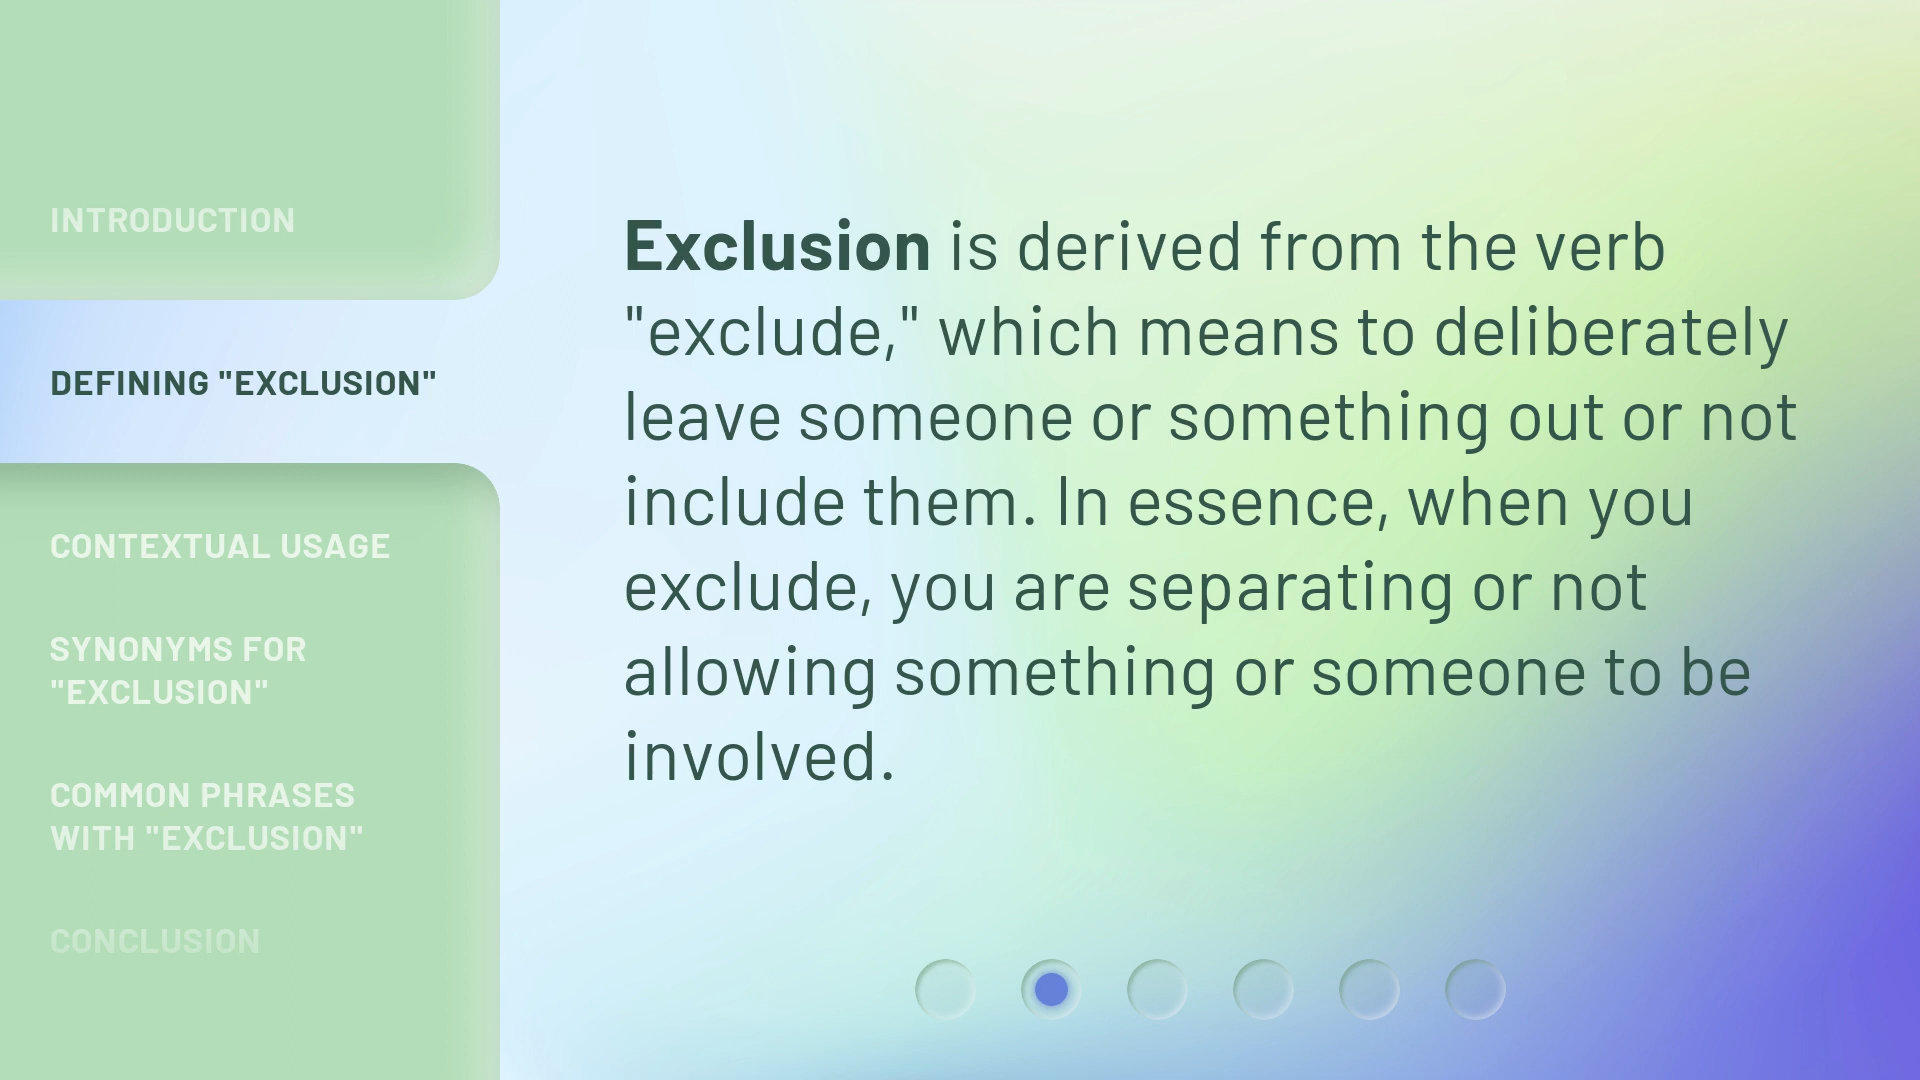 INTRODUCTION
DEFINING "EXCLUSION"
CONTEXTUAL USAGE
SYNONYMS FOR
"EXCLUSION"
COMMON PHRASES
WITH "EXCLUSION"
CONCLUSION
Exclusion is derived from the verb
"exclude," which means to deliberately
leave someone or something out or not
include them. In essence, when you
exclude, you are separating or not
allowing something or someone to be
involved.